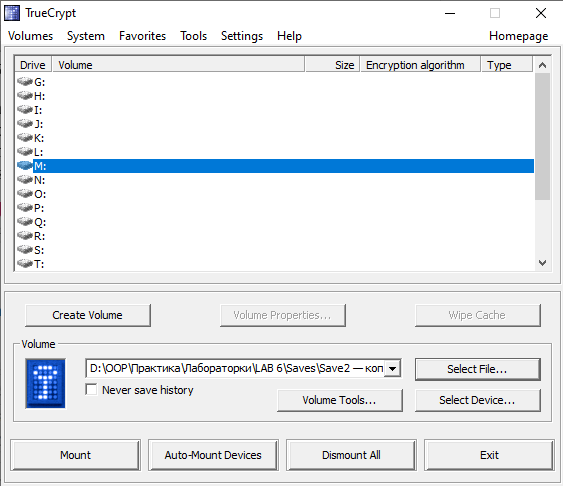 TrueCrypt
Volumes System Favorites Tools Settings Help Homepage
Drive Volume Size Encryption algorithm Type
G:
H:
I:
J:
K:
L:
M:
N:
O:
P:
Q:
R:
S:
T:
Create Volume Volume Properties... Wipe Cache
Volume
D:\OOP\Практика\Лабораторки\LAB 6\Saves\Save2 — коп Select File...
Never save history
Volume Tools... Select Device...
Mount Auto-Mount Devices Dismount All Exit